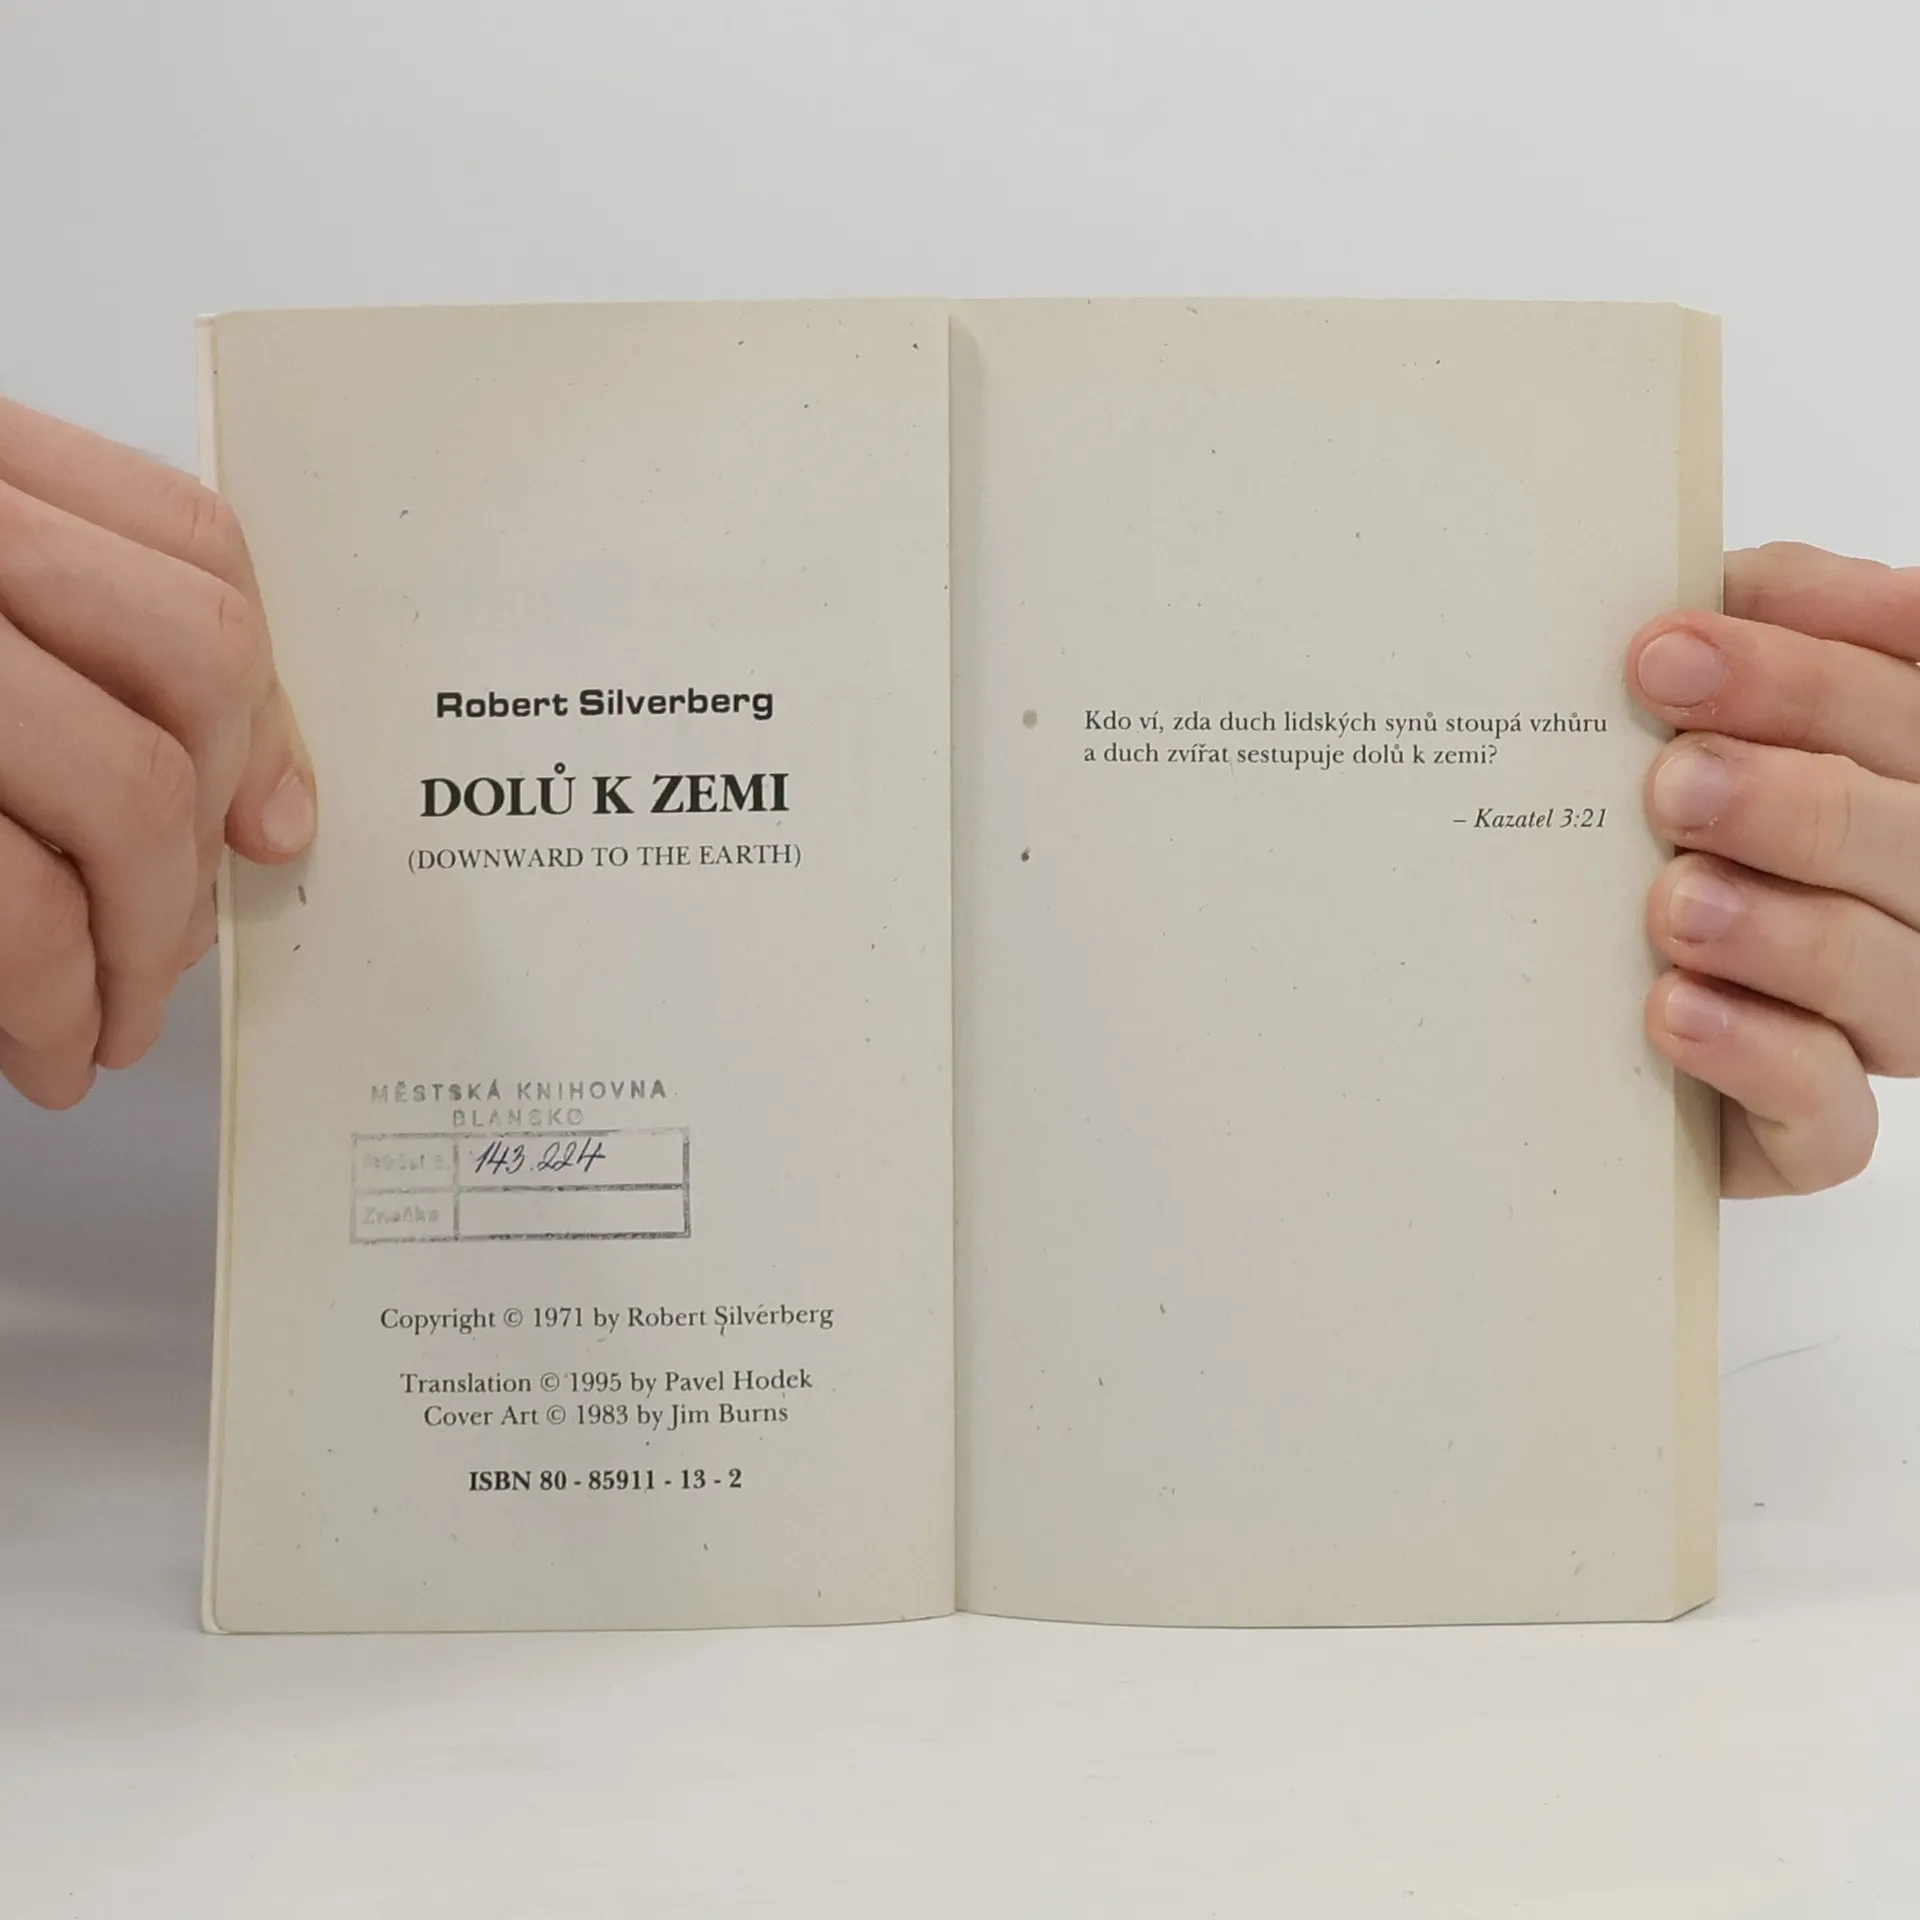 Robert Silverberg
DOLŮ K ZEMI
(DOWNWARD TO THE EARTH)
MĚSTSKÁ KNIHOVNA
BLANSKO
143.224
Značka
Copyright © 1971 by Robert Silverberg
Translation © 1995 by Pavel Hodek
Cover Art © 1983 by Jim Burns
ISBN 80 - 85911 - 13 - 2
Kdo ví, zda duch lidských synů stoupá vzhůru
a duch zvířat sestupuje dolů k zemi?
– Kazatel 3:21